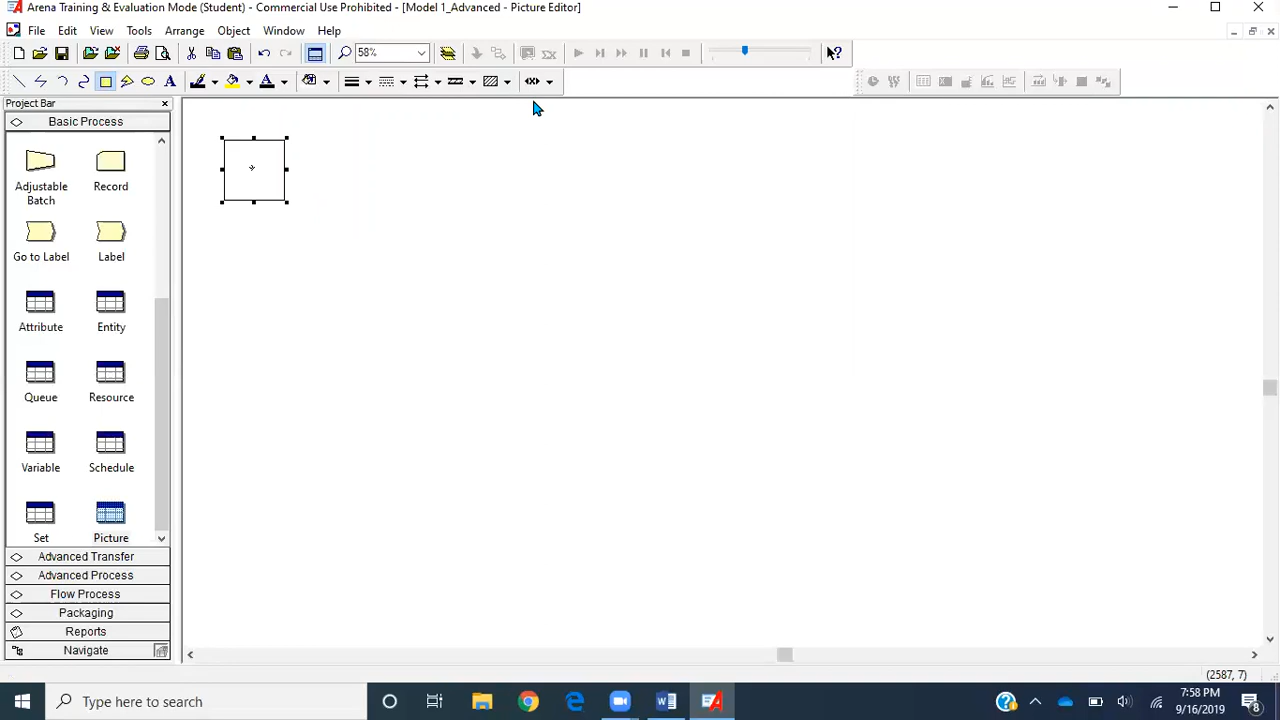 Arena Training & Evaluation Mode (Student) - Commercial Use Prohibited - [Model 1_Advanced - Picture Editor]
File Edit View Tools Arrange Object Window Help
58%
A A
Project Bar
Basic Process
Adjustable Batch
Record
Go to Label
Label
Attribute
Entity
Queue
Resource
Variable
Schedule
Set
Picture
Advanced Transfer
Advanced Process
Flow Process
Packaging
Reports
Navigate
(2587, 7)
Type here to search
7:58 PM
9/16/2019
8